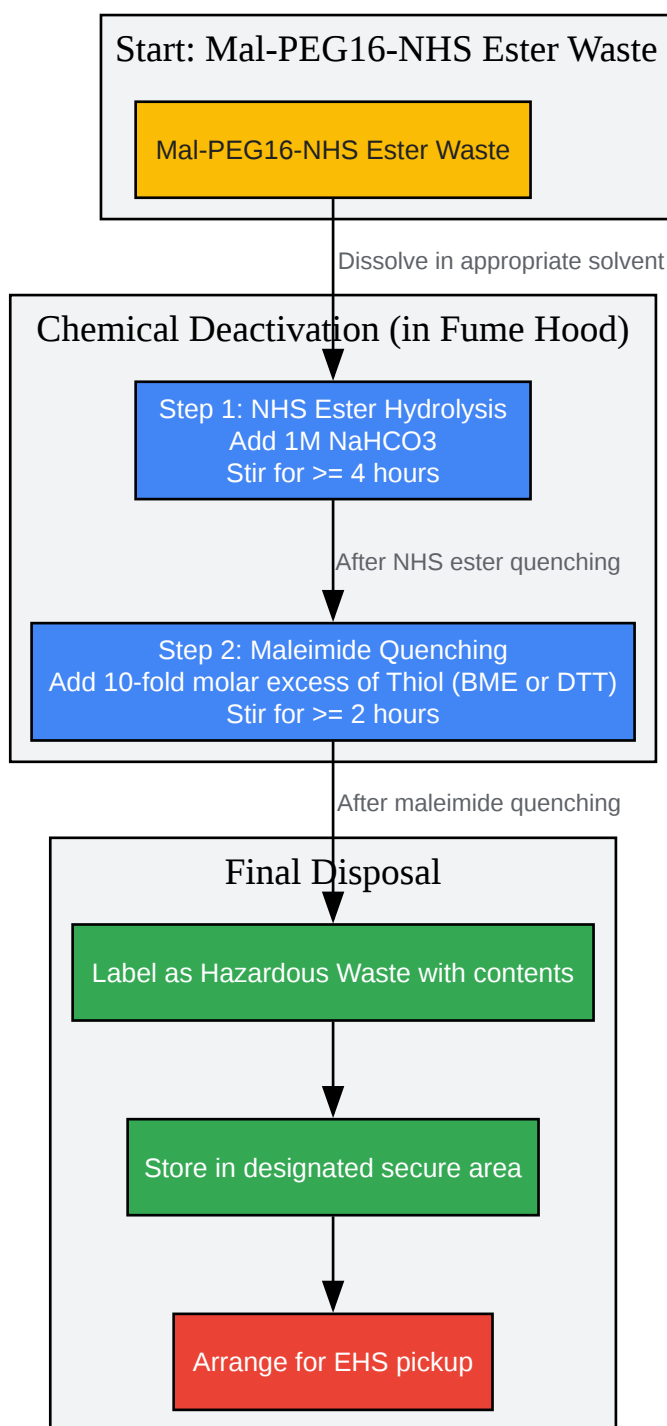 Start: Mal-PEG16-NHS Ester Waste
Mal-PEG16-NHS Ester Waste
Dissolve in appropriate solvent
Chemical Deactivation (in Fume Hood)
Step 1: NHS Ester Hydrolysis
Add 1M NaHCO3
Stir for >= 4 hours
After NHS ester quenching
Step 2: Maleimide Quenching
Add 10-fold molar excess of Thiol (BME or DTT)
Stir for >= 2 hours
After maleimide quenching
Final Disposal
Label as Hazardous Waste with contents
Store in designated secure area
Arrange for EHS pickup